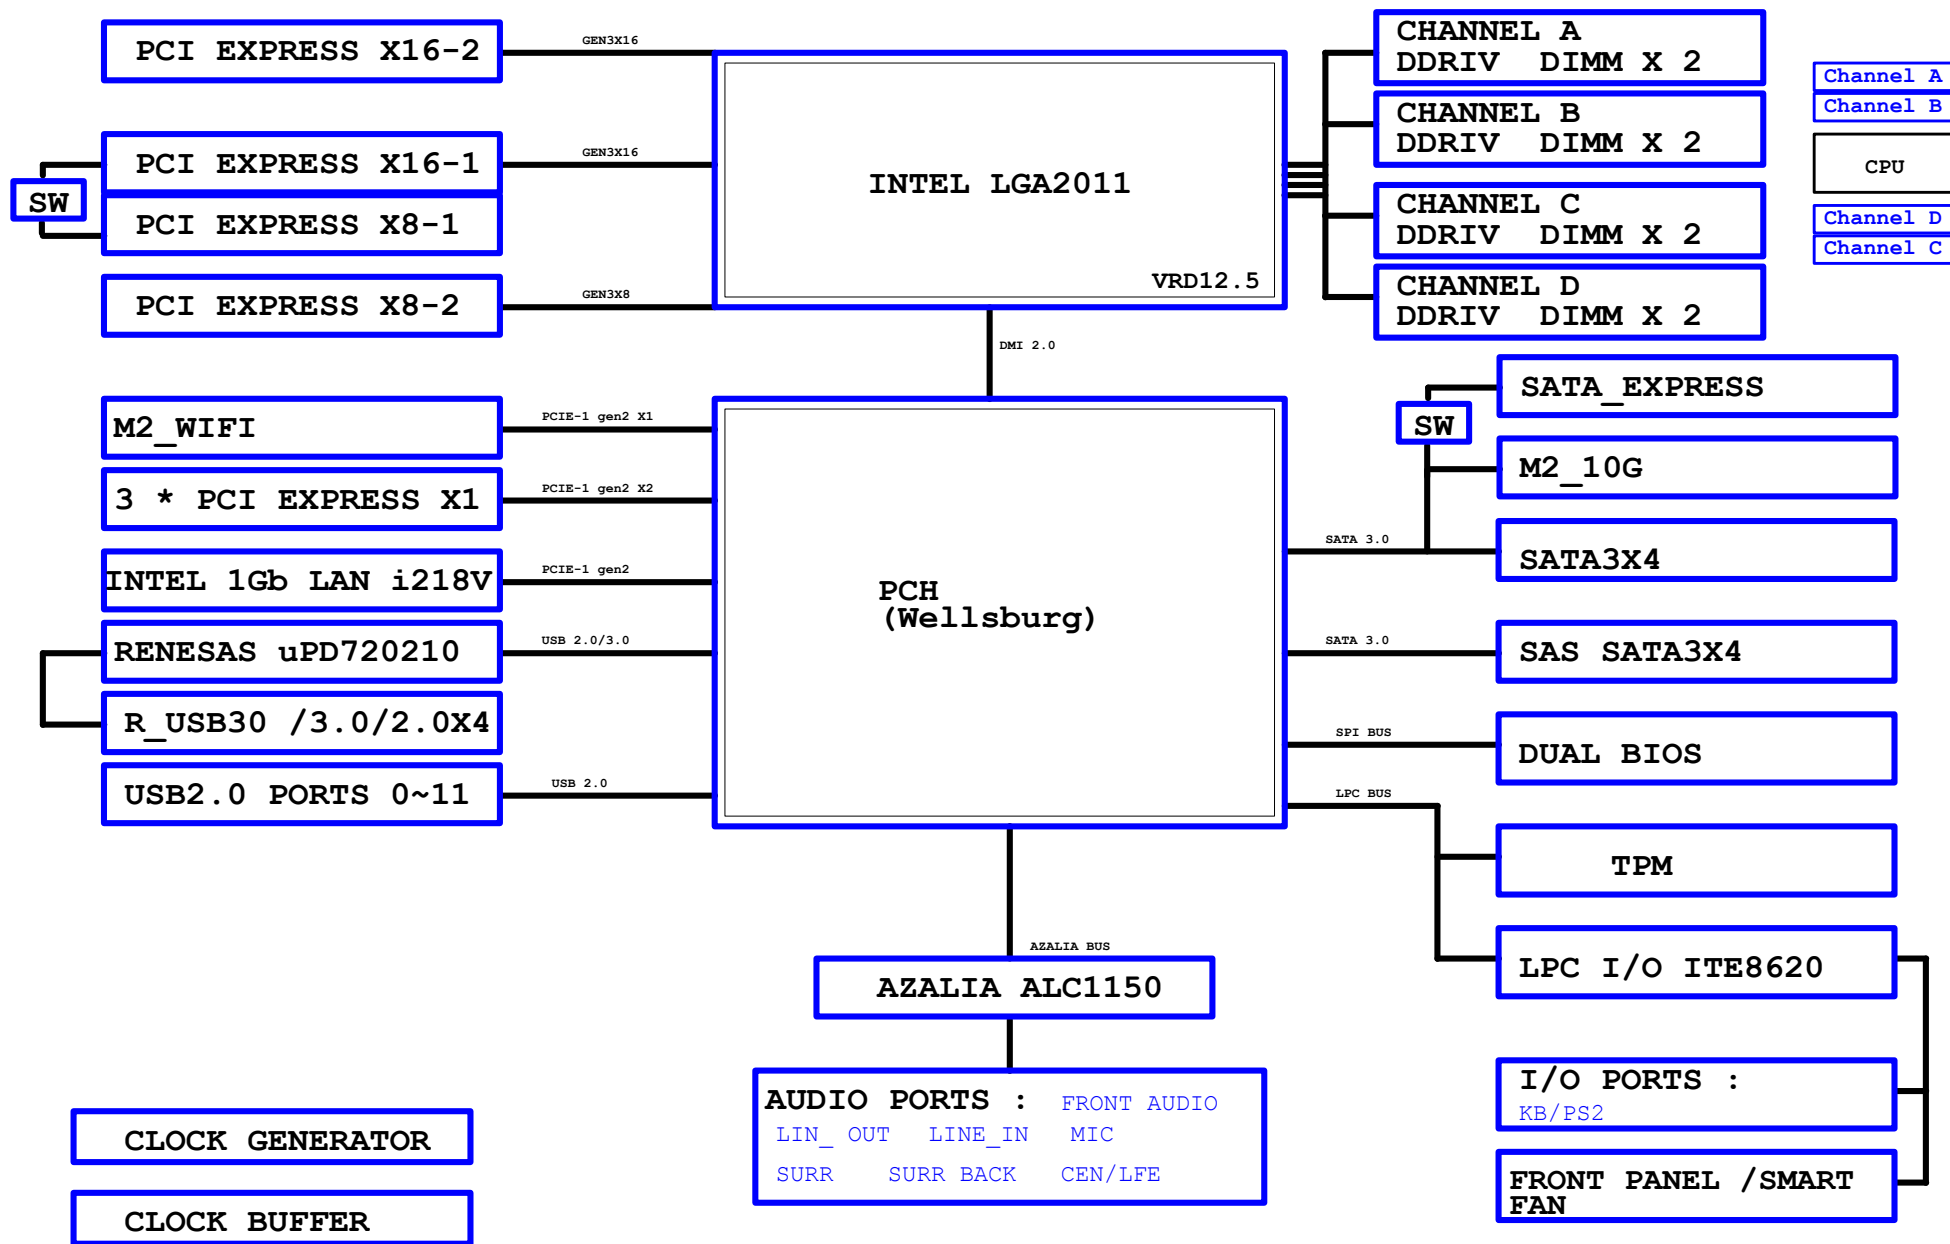 PCI EXPRESS X16-2
GEN3X16
PCI EXPRESS X16-1
GEN3X16
SW
PCI EXPRESS X8-1
PCI EXPRESS X8-2
GEN3X8
INTEL LGA2011
VRD12.5
CHANNEL A
DDRIV DIMM X 2
CHANNEL B
DDRIV DIMM X 2
CHANNEL C
DDRIV DIMM X 2
CHANNEL D
DDRIV DIMM X 2
Channel A
Channel B
CPU
Channel D
Channel C
DMI 2.0
M2_WIFI
PCIE-1 gen2 X1
3 * PCI EXPRESS X1
PCIE-1 gen2 X2
INTEL 1Gb LAN i218V
PCIE-1 gen2
RENESAS uPD720210
USB 2.0/3.0
R_USB30 /3.0/2.0X4
USB2.0 PORTS 0~11
USB 2.0
PCH
(Wellsburg)
SATA_EXPRESS
SW
M2_10G
SATA 3.0
SATA3X4
SATA 3.0
SAS SATA3X4
SPI BUS
DUAL BIOS
LPC BUS
TPM
LPC I/O ITE8620
I/O PORTS :
KB/PS2
FRONT PANEL /SMART
FAN
AZALIA BUS
AZALIA ALC1150
AUDIO PORTS : FRONT AUDIO
LIN_ OUT LINE_IN MIC
SURR SURR BACK CEN/LFE
CLOCK GENERATOR
CLOCK BUFFER